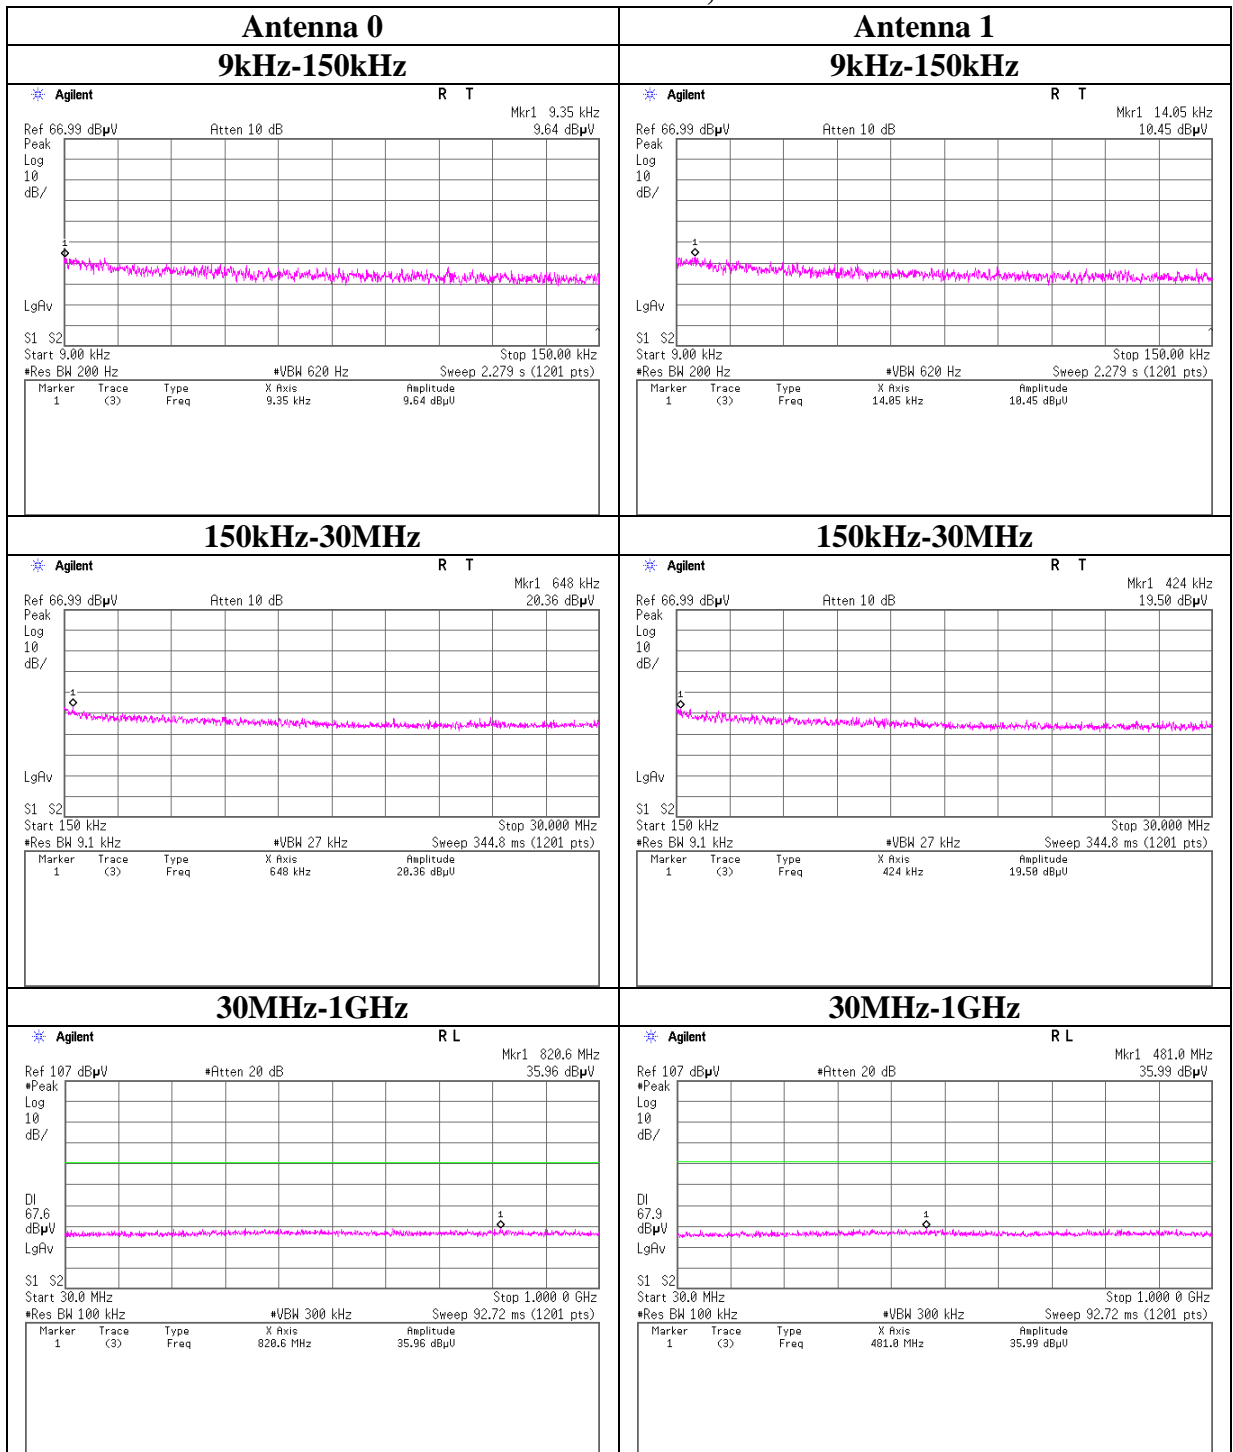 Antenna 0
Antenna 1
9kHz-150kHz
9kHz-150kHz
Agilent
R T
Mkr1 9.35 kHz
Ref 66.99 dBµV
Atten 10 dB
9.64 dBµV
Peak
Log
10
dB/
1
LgAv
S1 S2
Start 9.00 kHz
Stop 150.00 kHz
#Res BW 200 Hz
#VBW 620 Hz
Sweep 2.279 s (1201 pts)
Marker Trace Type X Axis Amplitude
1 (3) Freq 9.35 kHz 9.64 dBµV
Agilent
R T
Mkr1 14.05 kHz
Ref 66.99 dBµV
Atten 10 dB
10.45 dBµV
Peak
Log
10
dB/
1
LgAv
S1 S2
Start 9.00 kHz
Stop 150.00 kHz
#Res BW 200 Hz
#VBW 620 Hz
Sweep 2.279 s (1201 pts)
Marker Trace Type X Axis Amplitude
1 (3) Freq 14.05 kHz 10.45 dBµV
150kHz-30MHz
150kHz-30MHz
Agilent
R T
Mkr1 648 kHz
Ref 66.99 dBµV
Atten 10 dB
20.36 dBµV
Peak
Log
10
dB/
1
LgAv
S1 S2
Start 150 kHz
Stop 30.000 MHz
#Res BW 9.1 kHz
#VBW 27 kHz
Sweep 344.8 ms (1201 pts)
Marker Trace Type X Axis Amplitude
1 (3) Freq 648 kHz 20.36 dBµV
Agilent
R T
Mkr1 424 kHz
Ref 66.99 dBµV
Atten 10 dB
19.50 dBµV
Peak
Log
10
dB/
1
LgAv
S1 S2
Start 150 kHz
Stop 30.000 MHz
#Res BW 9.1 kHz
#VBW 27 kHz
Sweep 344.8 ms (1201 pts)
Marker Trace Type X Axis Amplitude
1 (3) Freq 424 kHz 19.50 dBµV
30MHz-1GHz
30MHz-1GHz
Agilent
R L
Mkr1 820.6 MHz
Ref 107 dBµV
#Atten 20 dB
35.96 dBµV
#Peak
Log
10
dB/
DI
67.6
dBµV
1
LgAv
S1 S2
Start 30.0 MHz
Stop 1.000 0 GHz
#Res BW 100 kHz
#VBW 300 kHz
Sweep 92.72 ms (1201 pts)
Marker Trace Type X Axis Amplitude
1 (3) Freq 820.6 MHz 35.96 dBµV
Agilent
R L
Mkr1 481.0 MHz
Ref 107 dBµV
#Atten 20 dB
35.99 dBµV
#Peak
Log
10
dB/
DI
67.9
dBµV
1
LgAv
S1 S2
Start 30.0 MHz
Stop 1.000 0 GHz
#Res BW 100 kHz
#VBW 300 kHz
Sweep 92.72 ms (1201 pts)
Marker Trace Type X Axis Amplitude
1 (3) Freq 481.0 MHz 35.99 dBµV